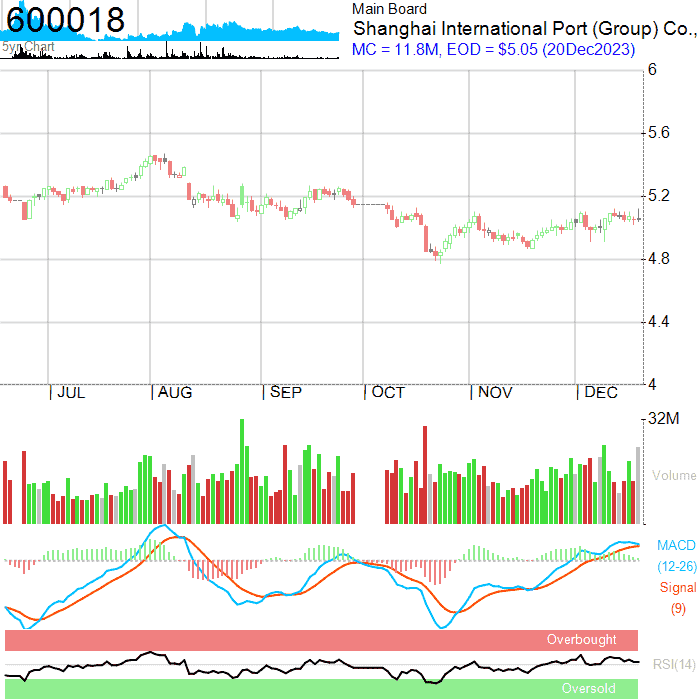 600018
5yr Chart
Main Board
Shanghai International Port (Group) Co.,
MC = 11.8M, EOD = $5.05 (20Dec2023)
6
5.6
5.2
4.8
4.4
4
JUL AUG SEP OCT NOV DEC
32M
Volume
MACD
(12-26)
Signal
(9)
Overbought
RSI(14)
Oversold